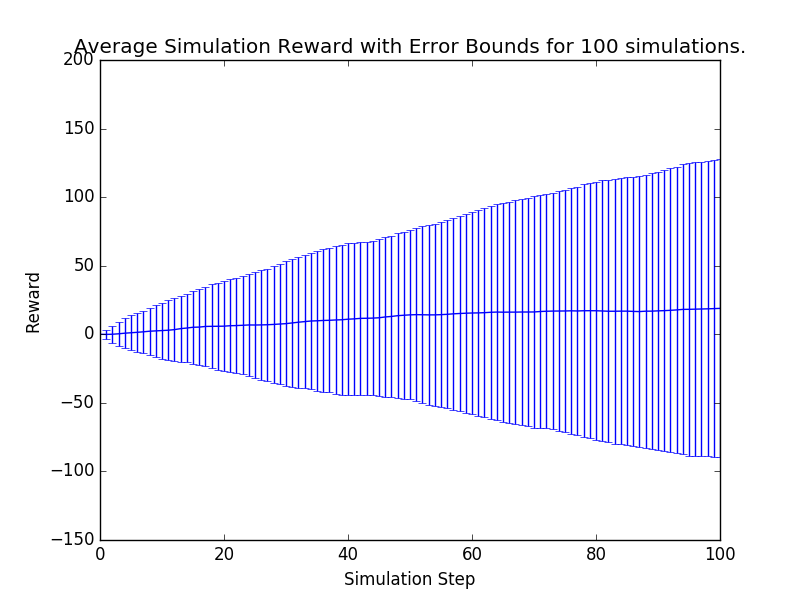 Average Simulation Reward with Error Bounds for 100 simulations.
200
150
100
50
0
−50
−100
−150
Reward
0 20 40 60 80 100
Simulation Step